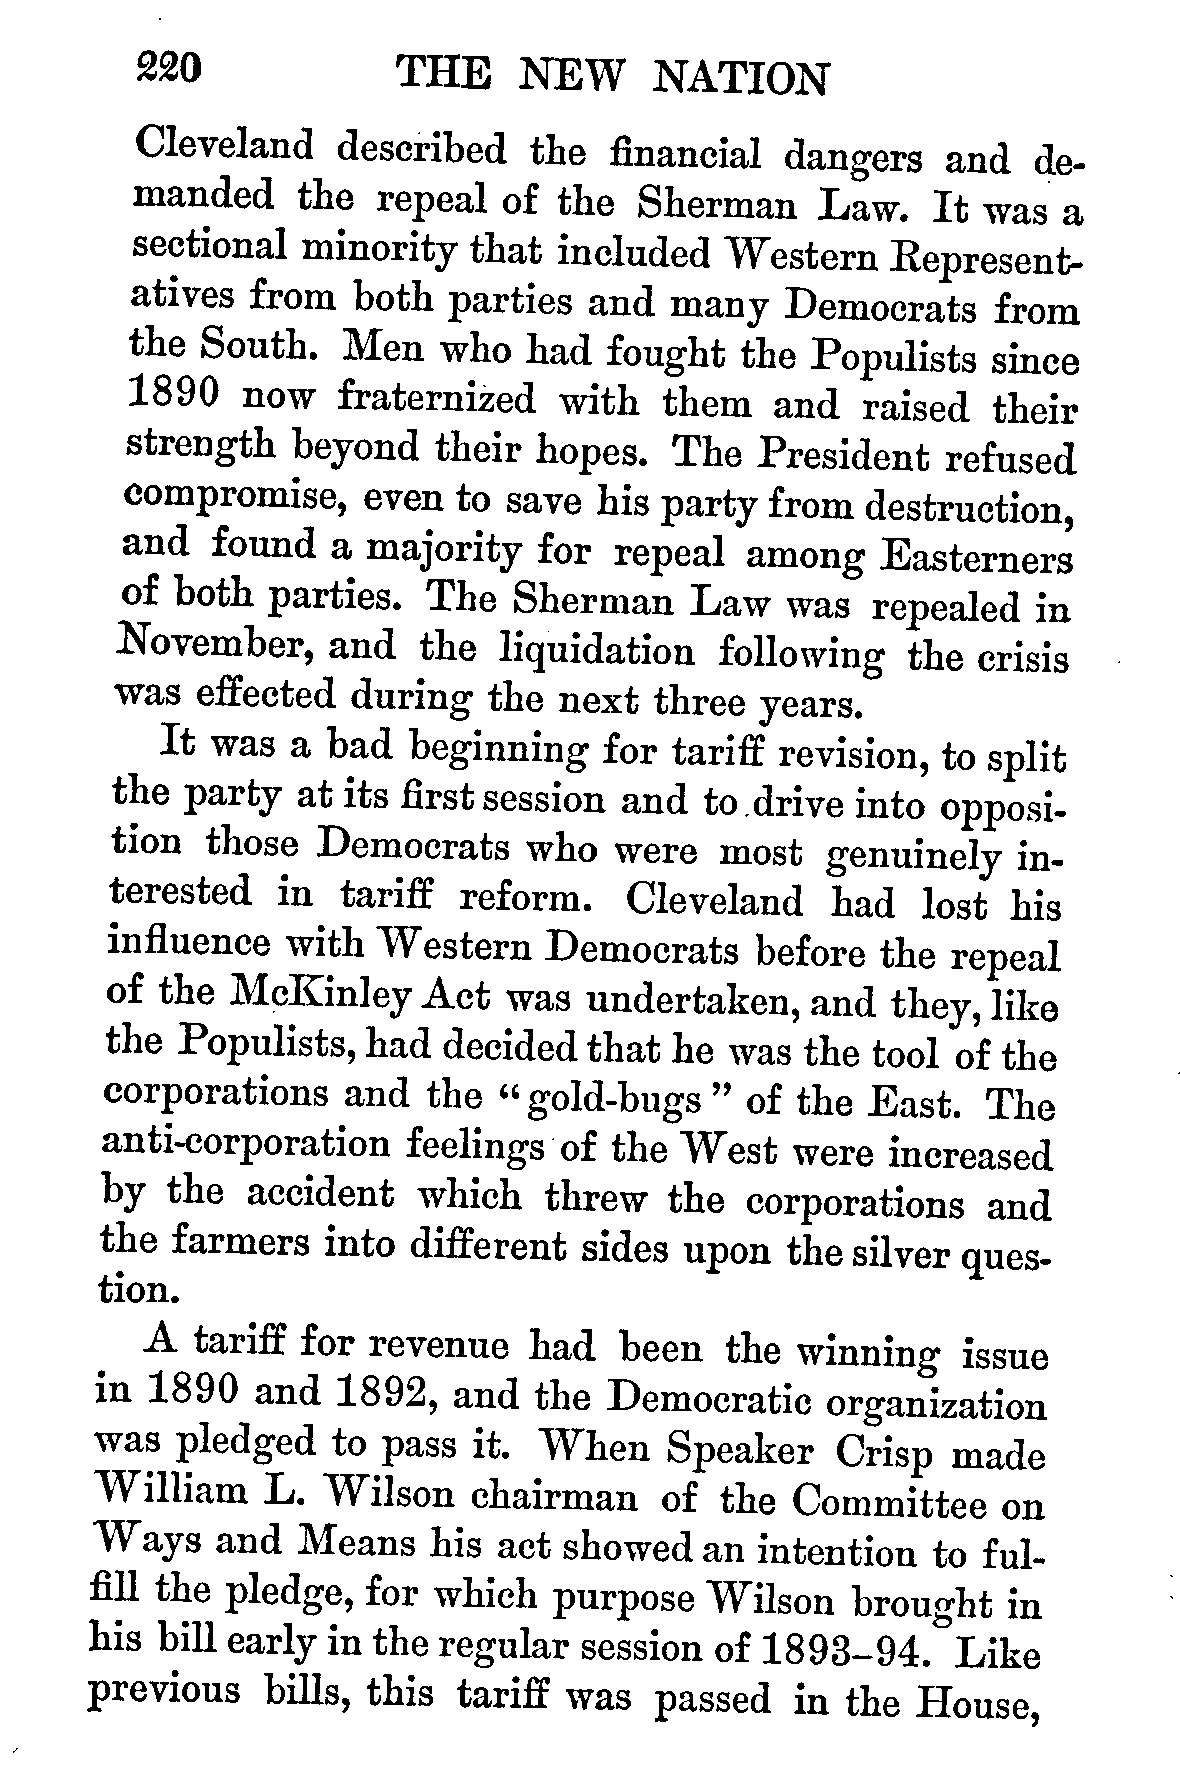 220 THE NEW NATION
Cleveland described the financial dangers and de-
manded the repeal of the Sherman Law. It was a
sectional minority that included Western Represent-
atives from both parties and many Democrats from
the South. Men who had fought the Populists since
1890 now fraternized with them and raised their
strength beyond their hopes. The President refused
compromise, even to save his party from destruction,
and found a majority for repeal among Easterners
of both parties. The Sherman Law was repealed in
November, and the liquidation following the crisis
was effected during the next three years.
It was a bad beginning for tariff revision, to split
the party at its first session and to drive into opposi-
tion those Democrats who were most genuinely in-
terested in tariff reform. Cleveland had lost his
influence with Western Democrats before the repeal
of the McKinley Act was undertaken, and they, like
the Populists, had decided that he was the tool of the
corporations and the "gold-bugs" of the East. The
anti-corporation feelings of the West were increased
by the accident which threw the corporations and
the farmers into different sides upon the silver ques-
tion.
A tariff for revenue had been the winning issue
in 1890 and 1892, and the Democratic organization
was pledged to pass it. When Speaker Crisp made
William L. Wilson chairman of the Committee on
Ways and Means his act showed an intention to ful-
fill the pledge, for which purpose Wilson brought in
his bill early in the regular session of 1893–94. Like
previous bills, this tariff was passed in the House,